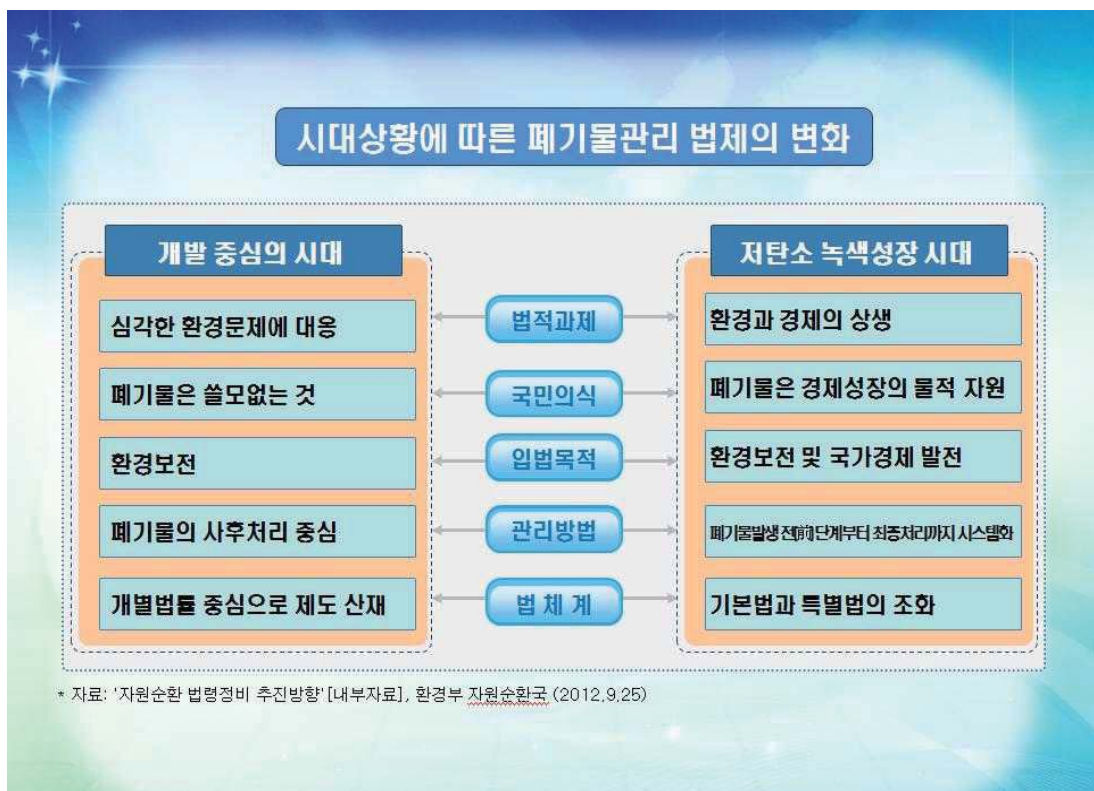 시대상황에 따른 폐기물관리 법제의 변화
개발 중심의 시대
저탄소 녹색성장 시대
심각한 환경문제에 대응
법적과제
환경과 경제의 상생
폐기물은 쓸모없는 것
국민의식
폐기물은 경제성장의 물적 자원
환경보전
입법목적
환경보전 및 국가경제 발전
폐기물의 사후처리 중심
관리방법
폐기물발생 전(前)단계부터 최종처리까지 시스템화
개별법률 중심으로 제도 산재
법 체 계
기본법과 특별법의 조화
* 자료: '자원순환 법령정비 추진방향' [내부자료], 환경부 자원순환국 (2012.9.25)